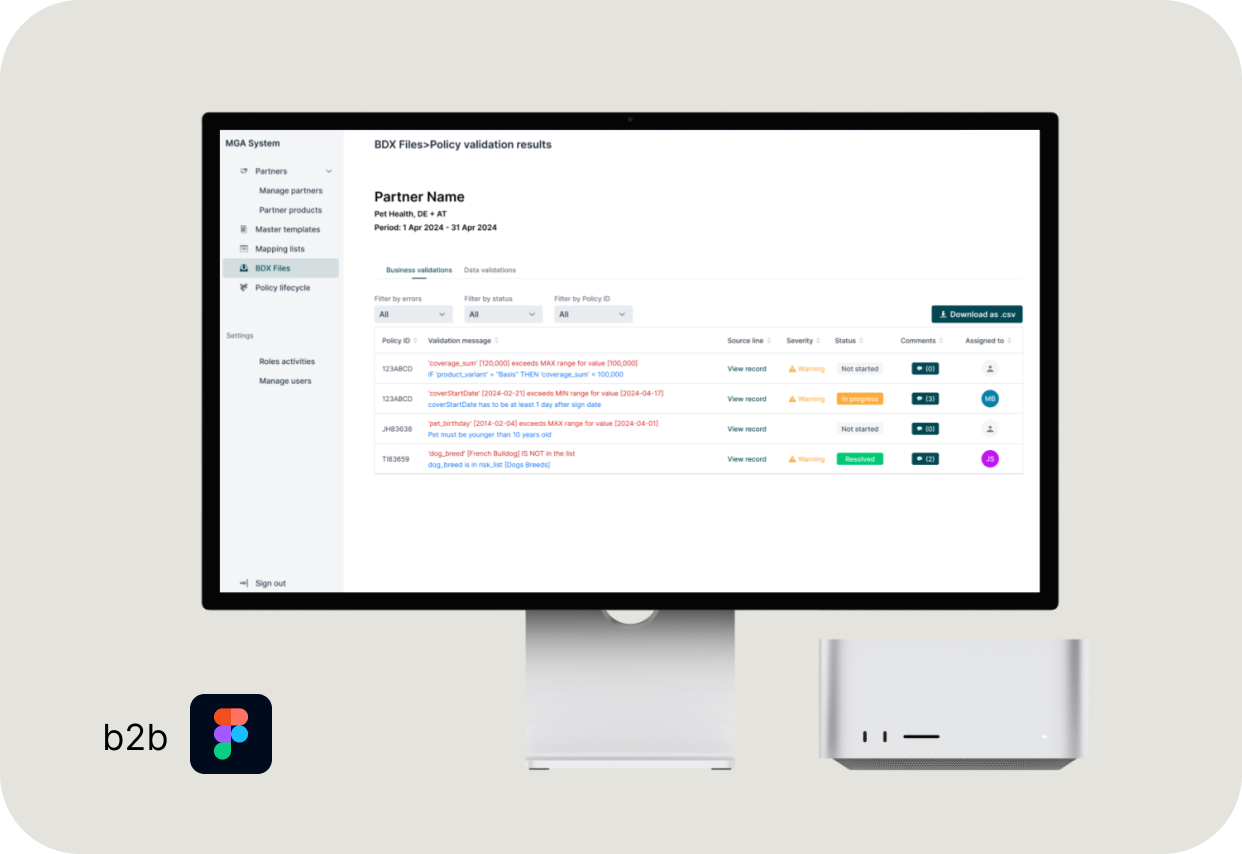 MGA System
Partners
Manage partners
Partner products
Master templates
Mapping lists
BDX Files
Policy lifecycle
Settings
Roles activities
Manage users
Sign out
BDX Files>Policy validation results
Partner Name
Pet Health, DE + AT
Period: 1 Apr 2024 - 31 Apr 2024
Business validations Data validations
Filter by errors Filter by status Filter by Policy ID
All All All Download as .csv
Policy ID Validation message Source line Severity Status Comments Assigned to
'coverage_sum' [120,000] exceeds MAX range for value [100,000]
123ABCD View record Warning Not started (0)
IF 'product_variant' = "Basis" THEN 'coverage_sum' < 100,000
'coverStartDate' [2024-02-21] exceeds MIN range for value [2024-04-17]
123ABCD View record Warning In progress (3) MB
coverStartDate has to be at least 1 day after sign date
'pet_birthday' [2014-02-04] exceeds MAX range for value [2024-04-01]
JH83638 View record Not started (0)
Pet must be younger than 10 years old
'dog_breed' [French Bulldog] IS NOT in the list
TI83659 View record Warning Resolved (2) JS
dog_breed is in risk_list [Dogs Breeds]
b2b